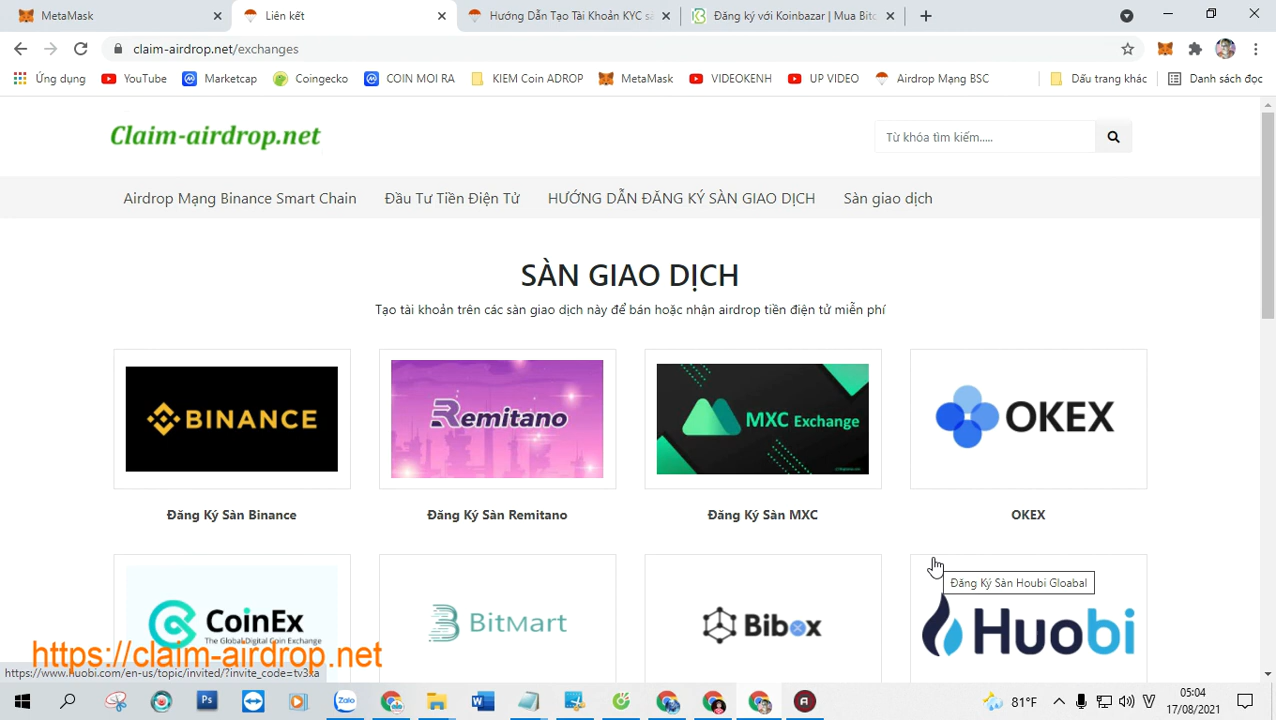 MetaMask
Liên kết
Hướng Dẫn Tạo Tài Khoản KYC sà
Đăng ký với Koinbazar | Mua Bitc
claim-airdrop.net/exchanges
Ứng dụng
YouTube
Marketcap
Coingecko
COIN MOI RA
KIEM Coin ADROP
MetaMask
VIDEOKENH
UP VIDEO
Airdrop Mạng BSC
Dấu trang khác
Danh sách đọc
Claim-airdrop.net
Từ khóa tìm kiếm.....
Airdrop Mạng Binance Smart Chain
Đầu Tư Tiền Điện Tử
HƯỚNG DẪN ĐĂNG KÝ SÀN GIAO DỊCH
Sàn giao dịch
SÀN GIAO DỊCH
Tạo tài khoản trên các sàn giao dịch này để bán hoặc nhận airdrop tiền điện tử miễn phí
BINANCE
Remitano
MXC Exchange
OKEX
Đăng Ký Sàn Binance
Đăng Ký Sàn Remitano
Đăng Ký Sàn MXC
OKEX
Đăng Ký Sàn Houbi Gloabal
CoinEx
The Global Digital Coin Exchange
BitMart
Bibox
Huobi
https://claim-airdrop.net
https://www.huobi.com/en-us/topic/invited/?invite_code=tv3xa
Ps
Zalo
W
A
81°F
V
05:04
17/08/2021